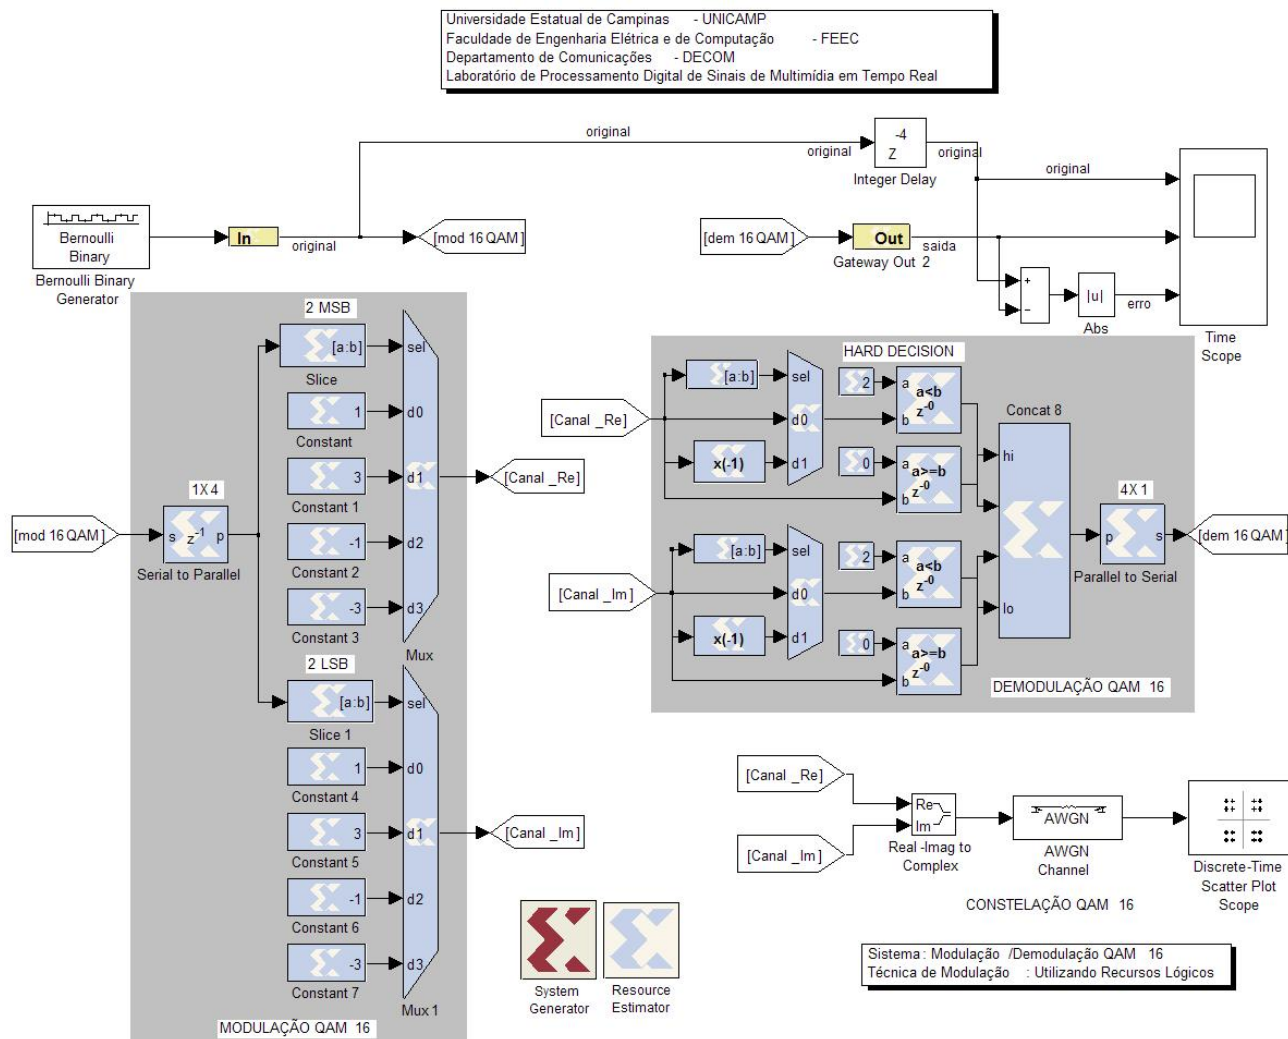 Universidade Estatual de Campinas - UNICAMP
Faculdade de Engenharia Elétrica e de Computação - FEEC
Departamento de Comunicações - DECOM
Laboratório de Processamento Digital de Sinais de Multimídia em Tempo Real
original
original
-4
Z
original
Integer Delay
original
Bernoulli
Binary
Bernoulli Binary
Generator
In
original
[mod 16 QAM]
[dem 16 QAM]
Out
saida
Gateway Out 2
+
−
|u|
Abs
erro
Time
Scope
2 MSB
[a:b]
Slice
sel
1
Constant
d0
3
Constant 1
d1
-1
Constant 2
d2
-3
Constant 3
d3
Mux
[Canal _Re]
[mod 16 QAM]
1X 4
s z-1 p
Serial to Parallel
2 LSB
[a:b]
Slice 1
sel
1
Constant 4
d0
3
Constant 5
d1
-1
Constant 6
d2
-3
Constant 7
d3
Mux 1
[Canal _Im]
MODULAÇÃO QAM 16
HARD DECISION
[Canal _Re]
[a:b]
x(-1)
sel
d0
d1
2
a
b
a<b
z-0
0
a
b
a>=b
z-0
[Canal _Im]
[a:b]
x(-1)
sel
d0
d1
2
a
b
a<b
z-0
0
a
b
a>=b
z-0
Concat 8
hi
lo
4X 1
p s
Parallel to Serial
[dem 16 QAM]
DEMODULAÇÃO QAM 16
[Canal _Re]
[Canal _Im]
Re
Im
Real -Imag to
Complex
AWGN
AWGN
Channel
Discrete-Time
Scatter Plot
Scope
CONSTELAÇÃO QAM 16
System
Generator
Resource
Estimator
Sistema : Modulação /Demodulação QAM 16
Técnica de Modulação : Utilizando Recursos Lógicos